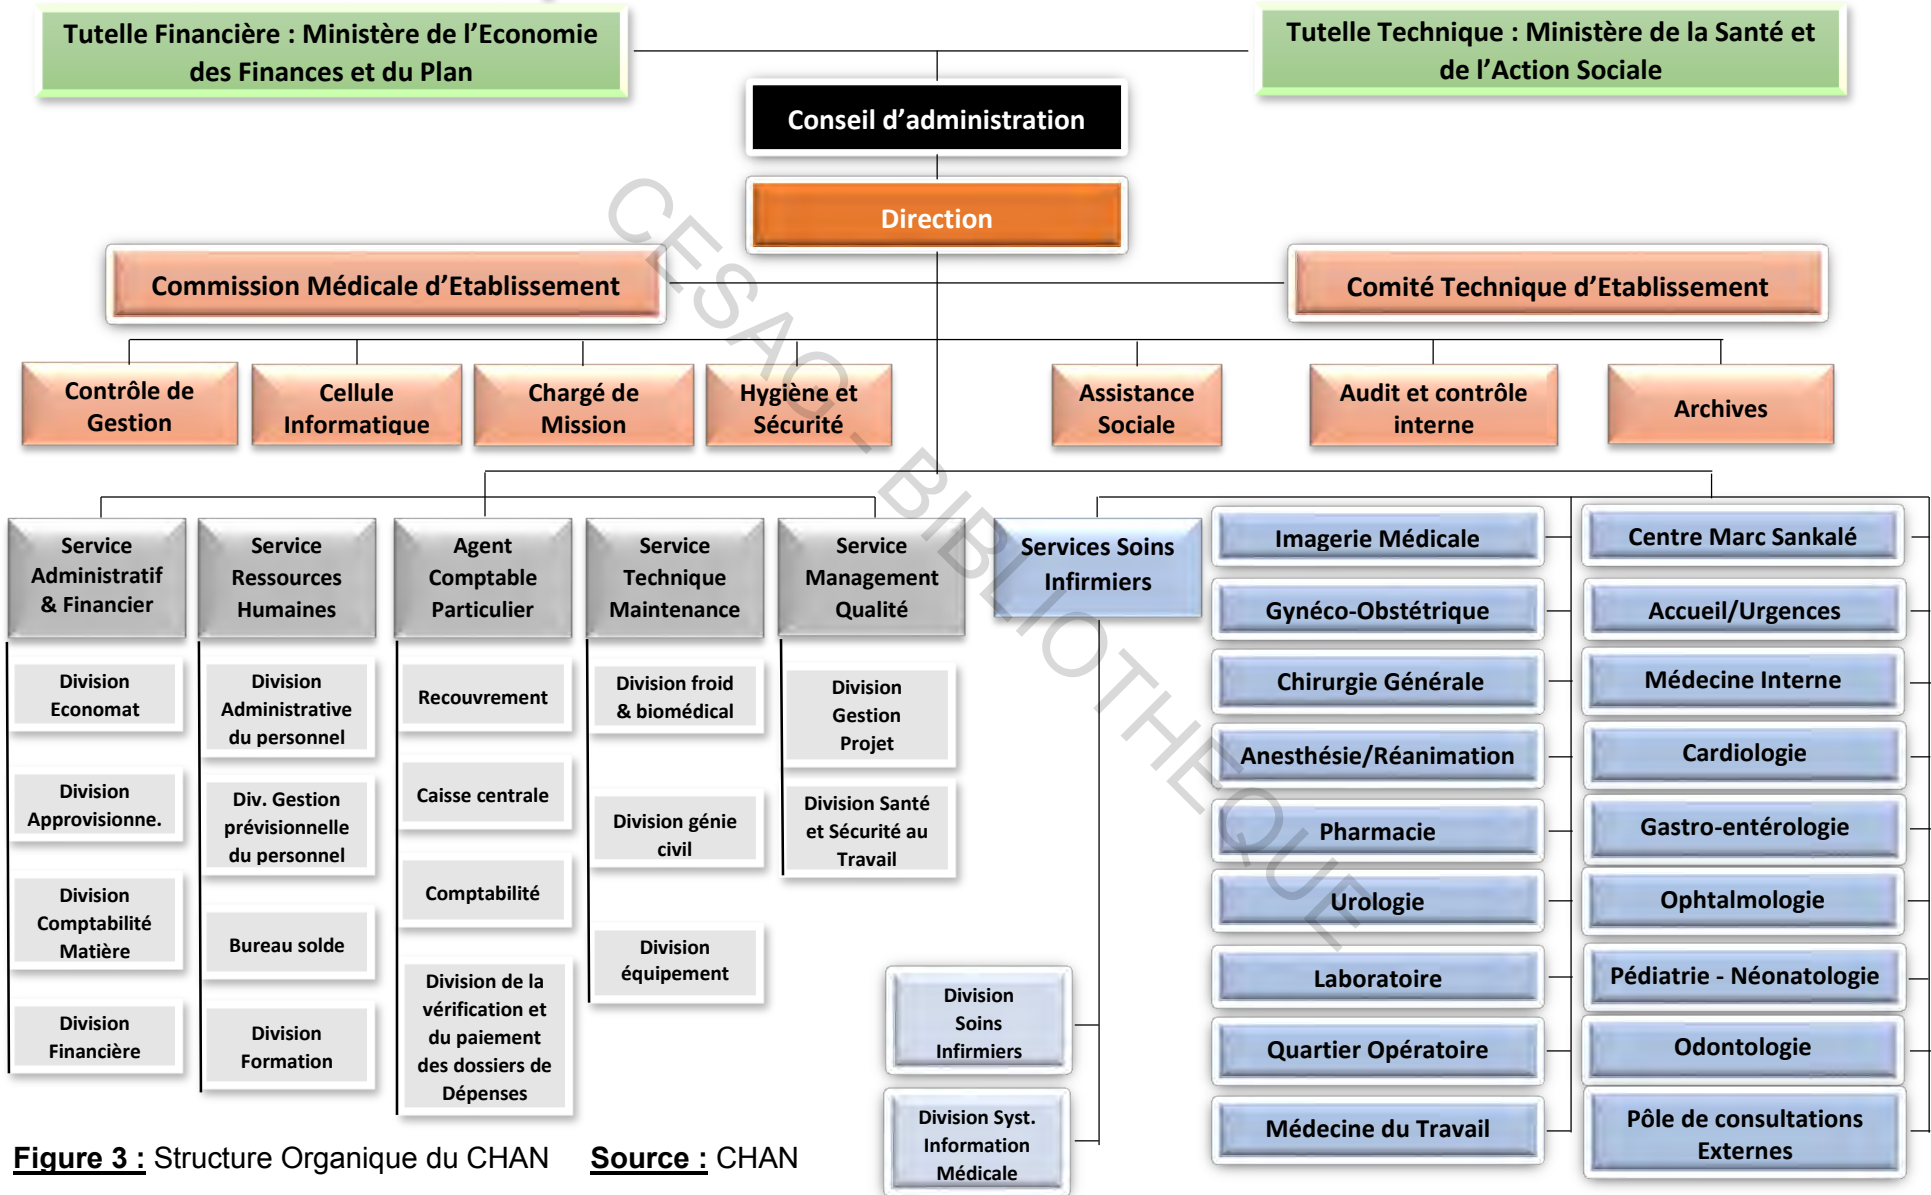 Tutelle Financière : Ministère de l’Economie
des Finances et du Plan
Tutelle Technique : Ministère de la Santé et
de l’Action Sociale
Conseil d’administration
Direction
Commission Médicale d’Etablissement
Comité Technique d’Etablissement
Contrôle de
Gestion
Cellule
Informatique
Chargé de
Mission
Hygiène et
Sécurité
Assistance
Sociale
Audit et contrôle
interne
Archives
Service
Administratif
& Financier
Service
Ressources
Humaines
Agent
Comptable
Particulier
Service
Technique
Maintenance
Service
Management
Qualité
Services Soins
Infirmiers
Division
Economat
Division
Approvisionne.
Division
Comptabilité
Matière
Division
Financière
Division
Administrative
du personnel
Div. Gestion
prévisionnelle
du personnel
Bureau solde
Division
Formation
Recouvrement
Caisse centrale
Comptabilité
Division de la
vérification et
du paiement
des dossiers de
Dépenses
Division froid
& biomédical
Division génie
civil
Division
équipement
Division
Gestion
Projet
Division Santé
et Sécurité au
Travail
Division
Soins
Infirmiers
Division Syst.
Information
Médicale
Imagerie Médicale
Gynéco-Obstétrique
Chirurgie Générale
Anesthésie/Réanimation
Pharmacie
Urologie
Laboratoire
Quartier Opératoire
Médecine du Travail
Centre Marc Sankalé
Accueil/Urgences
Médecine Interne
Cardiologie
Gastro-entérologie
Ophtalmologie
Pédiatrie - Néonatologie
Odontologie
Pôle de consultations
Externes
CESAG - BIBLIOTHEQUE
Figure 3 : Structure Organique du CHAN Source : CHAN